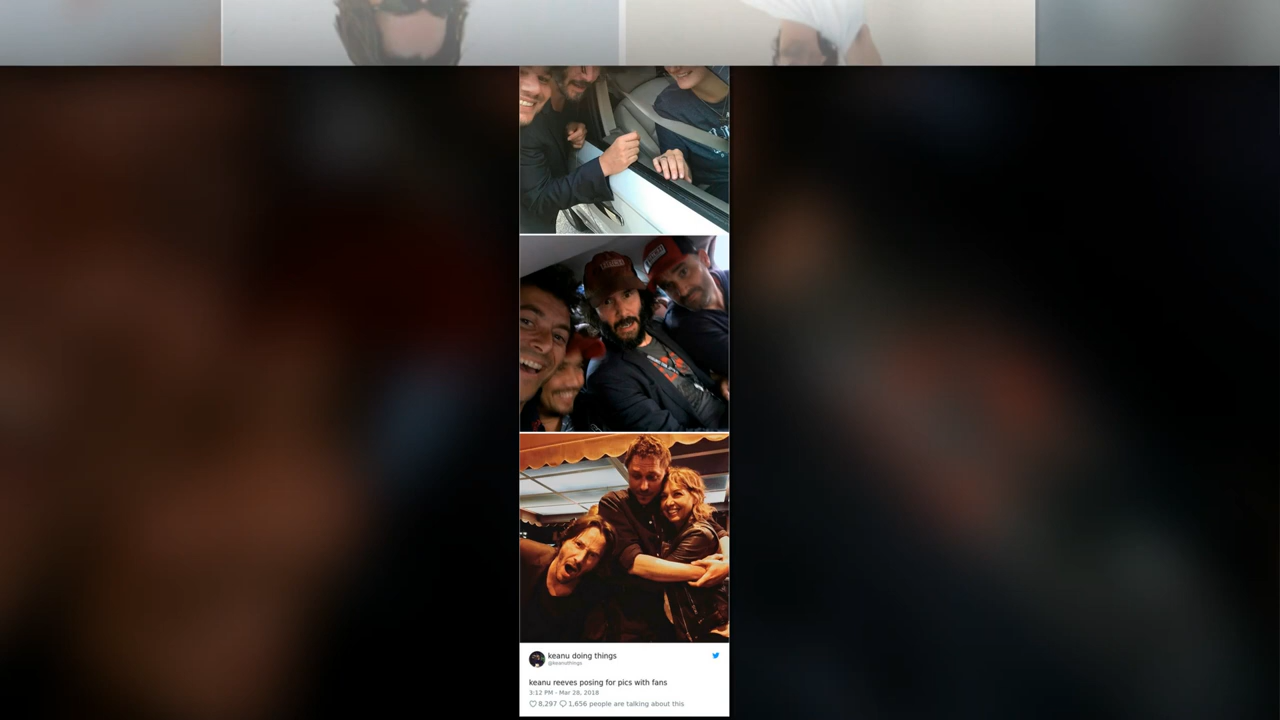 keanu doing things
@keanuthings
keanu reeves posing for pics with fans
3:12 PM - Mar 28, 2018
8,297 1,656 people are talking about this